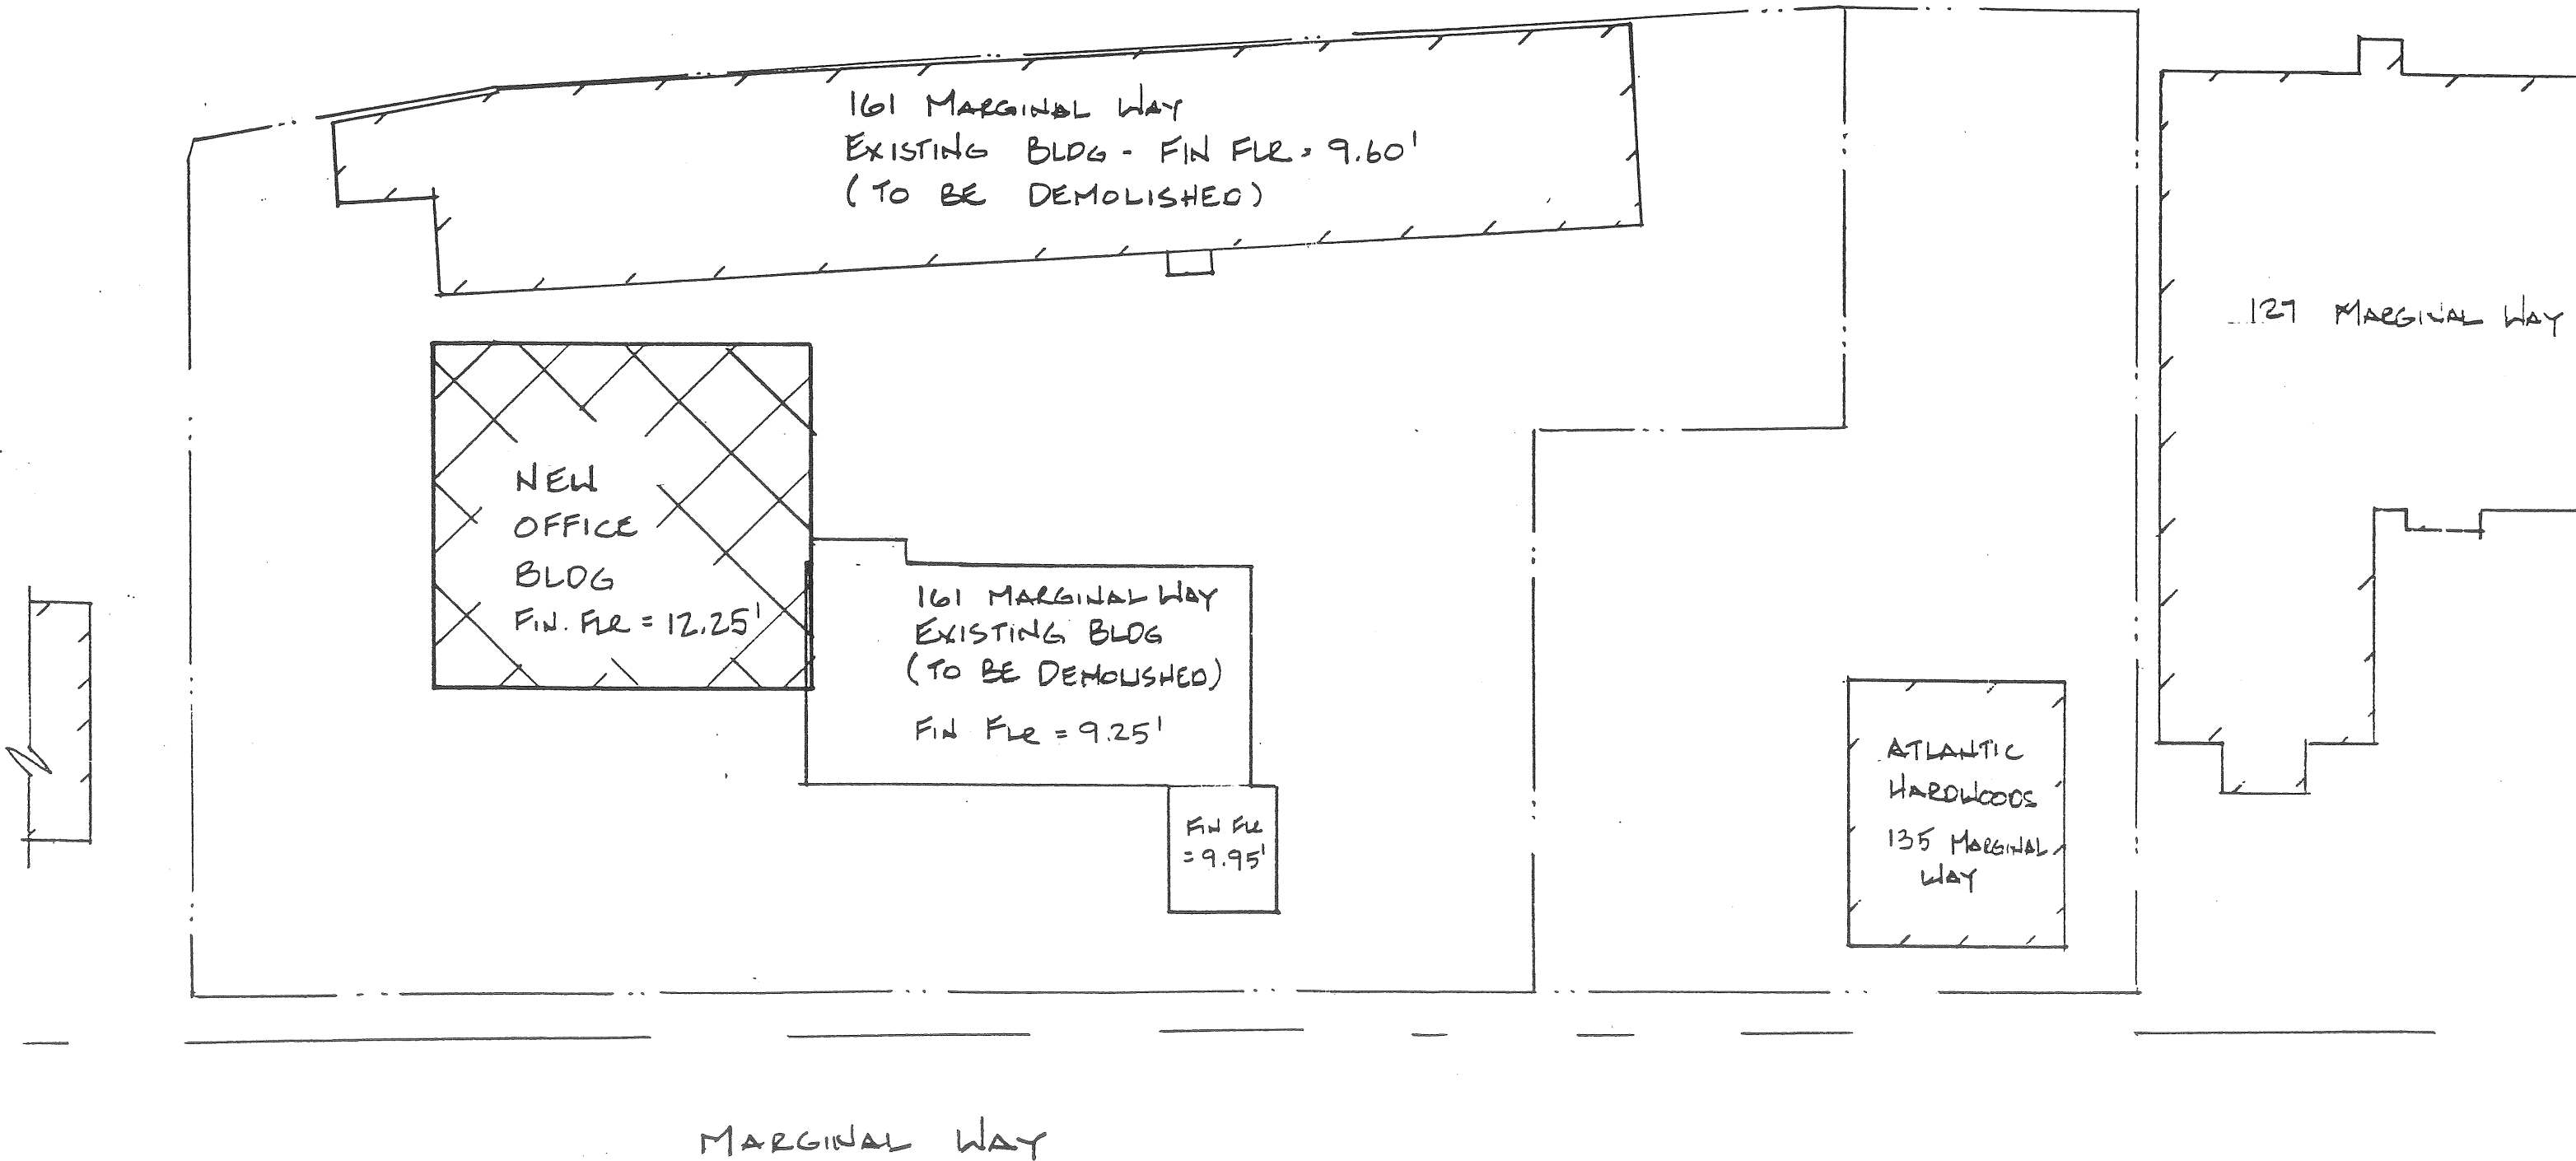 161 MARGINAL WAY
EXISTING BLDG - FIN FLR = 9.60'
(TO BE DEMOLISHED)
127 MARGINAL WAY
NEW
OFFICE
BLDG
FIN. FLR = 12.25'
161 MARGINAL WAY
EXISTING BLDG
(TO BE DEMOLISHED)
FIN FLR = 9.25'
FIN FLR
= 9.95'
ATLANTIC
HARDWOODS
135 MARGINAL
WAY
MARGINAL WAY